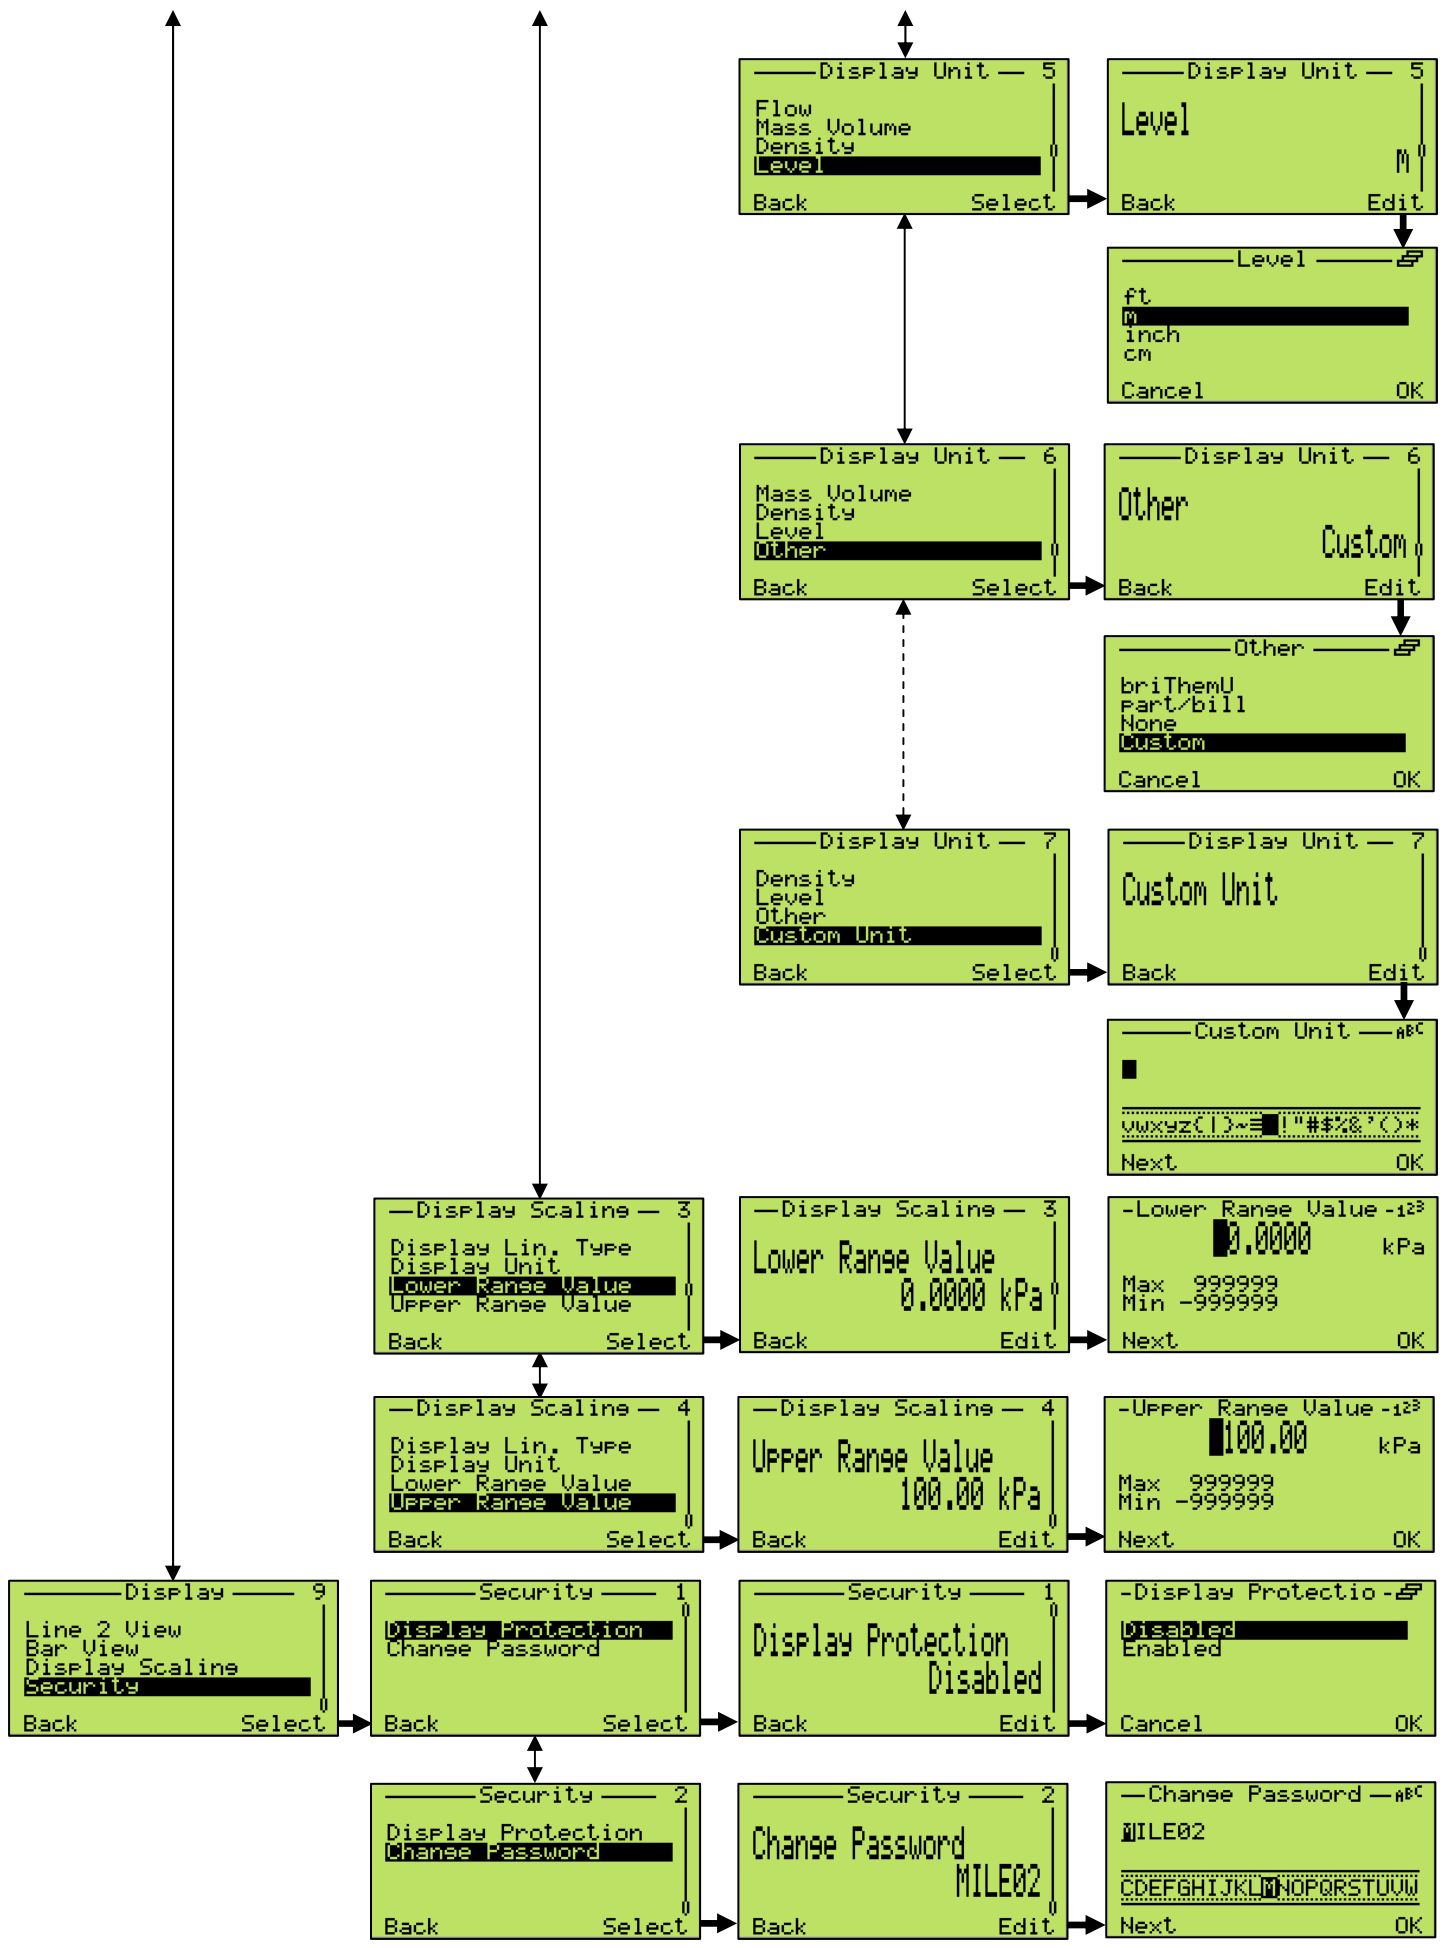 Display Unit 5
Flow
Mass Volume
Density
Level
Back Select
Display Unit 5
Level
m
Back Edit
Level
ft
m
inch
cm
Cancel OK
Display Unit 6
Mass Volume
Density
Level
Other
Back Select
Display Unit 6
Other
Custom
Back Edit
Other
briThemU
part/bill
None
Custom
Cancel OK
Display Unit 7
Density
Level
Other
Custom Unit
Back Select
Display Unit 7
Custom Unit
Back Edit
Custom Unit ABC
vwxyz{|}~ !"#$%&'()*
Next OK
Display Scaling 3
Display Lin. Type
Display Unit
Lower Range Value
Upper Range Value
Back Select
Display Scaling 3
Lower Range Value
0.0000 kPa
Back Edit
-Lower Range Value -123
0.0000 kPa
Max 999999
Min -999999
Next OK
Display Scaling 4
Display Lin. Type
Display Unit
Lower Range Value
Upper Range Value
Back Select
Display Scaling 4
Upper Range Value
100.00 kPa
Back Edit
-Upper Range Value -123
100.00 kPa
Max 999999
Min -999999
Next OK
Display 9
Line 2 View
Bar View
Display Scaling
Security
Back Select
Security 1
Display Protection
Change Password
Back Select
Security 1
Display Protection
Disabled
Back Edit
-Display Protectio -
Disabled
Enabled
Cancel OK
Security 2
Display Protection
Change Password
Back Select
Security 2
Change Password
MILE02
Back Edit
Change Password ABC
MILE02
CDEFGHIJKLMNOPQRSTUVW
Next OK